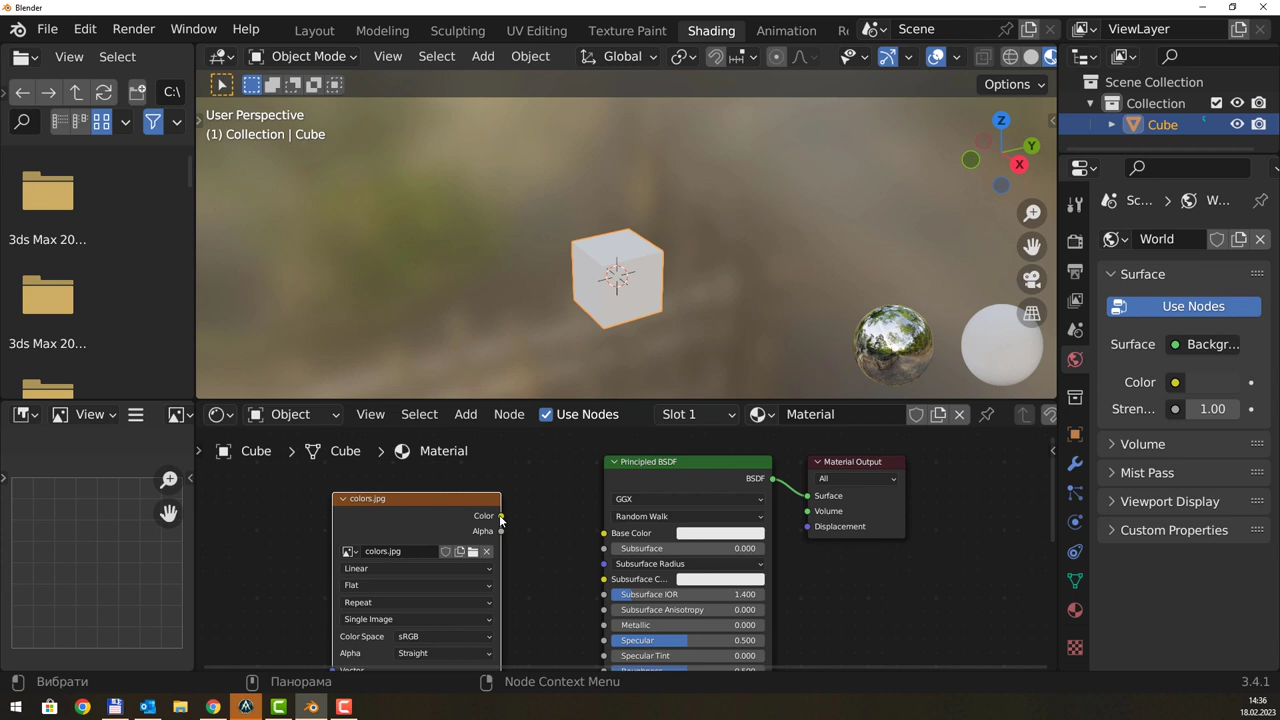 Blender
File Edit Render Window Help Layout Modeling Sculpting UV Editing Texture Paint Shading Animation Scene ViewLayer
View Select Object Mode View Select Add Object Global
C:\ Options Scene Collection
Collection
Cube
User Perspective
(1) Collection | Cube
Z
Y
X
3ds Max 20...
3ds Max 20...
Sc... W...
World
Surface
Use Nodes
Surface Backgr...
Color
Stren... 1.00
Volume
Mist Pass
Viewport Display
Custom Properties
View Object View Select Add Node Use Nodes Slot 1 Material
Cube > Cube > Material
colors.jpg
Color
Alpha
colors.jpg
Linear
Flat
Repeat
Single Image
Color Space sRGB
Alpha Straight
Vector
Principled BSDF
BSDF
GGX
Random Walk
Base Color
Subsurface 0.000
Subsurface Radius
Subsurface C...
Subsurface IOR 1.400
Subsurface Anisotropy 0.000
Metallic 0.000
Specular 0.500
Specular Tint 0.000
Roughness 0.500
Material Output
All
Surface
Volume
Displacement
Вибрати Панорама Node Context Menu 3.4.1
14:36
18.02.2023